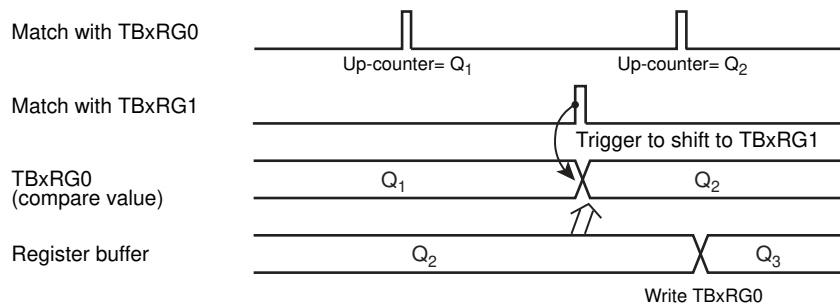 Match with TBxRG0
Up-counter= Q1
Up-counter= Q2
Match with TBxRG1
Trigger to shift to TBxRG1
TBxRG0
(compare value)
Q1
Q2
Register buffer
Q2
Q3
Write TBxRG0